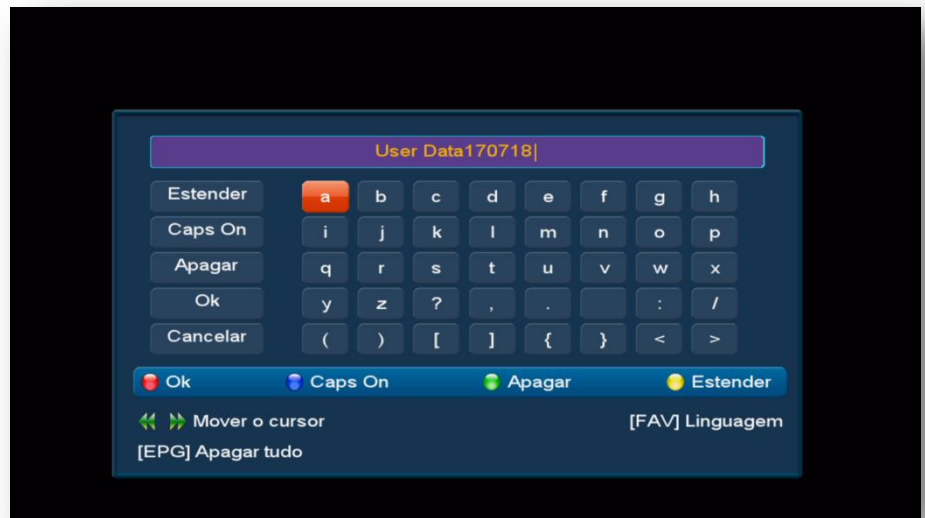 User Data170718|
Estender a b c d e f g h
Caps On i j k l m n o p
Apagar q r s t u v w x
Ok y z ? , . : /
Cancelar ( ) [ ] { } < >
Ok Caps On Apagar Estender
Mover o cursor [FAV] Linguagem
[EPG] Apagar tudo